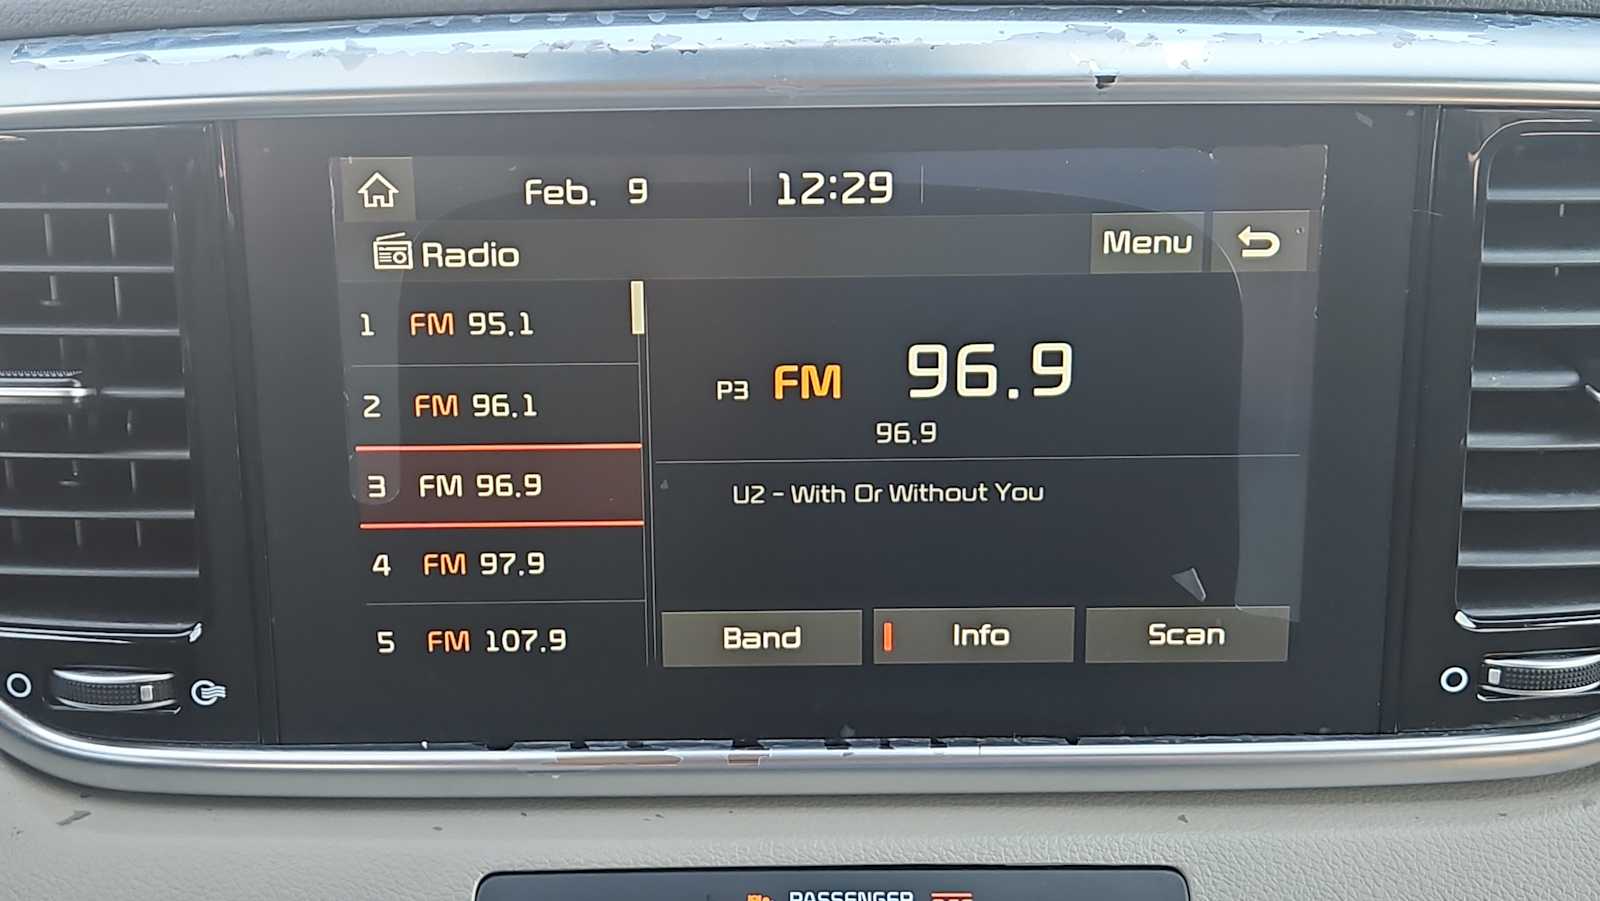 Feb. 9 12:29
Radio Menu
1 FM 95.1
2 FM 96.1
3 FM 96.9
4 FM 97.9
5 FM 107.9
P3 FM 96.9
96.9
U2 - With Or Without You
Band Info Scan
PASSENGER